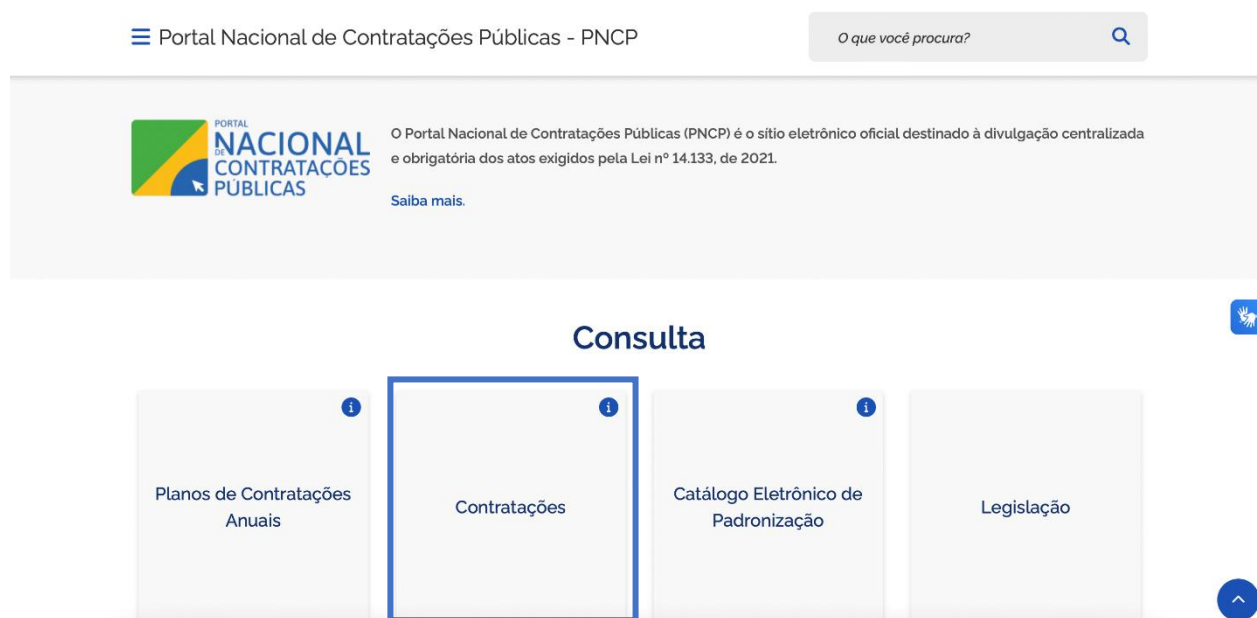 Portal Nacional de Contratações Públicas - PNCP
O que você procura?
PORTAL
NACIONAL
DE
CONTRATAÇÕES
PÚBLICAS
O Portal Nacional de Contratações Públicas (PNCP) é o sítio eletrônico oficial destinado à divulgação centralizada
e obrigatória dos atos exigidos pela Lei nº 14.133, de 2021.
Saiba mais.
Consulta
Planos de Contratações
Anuais
Contratações
Catálogo Eletrônico de
Padronização
Legislação